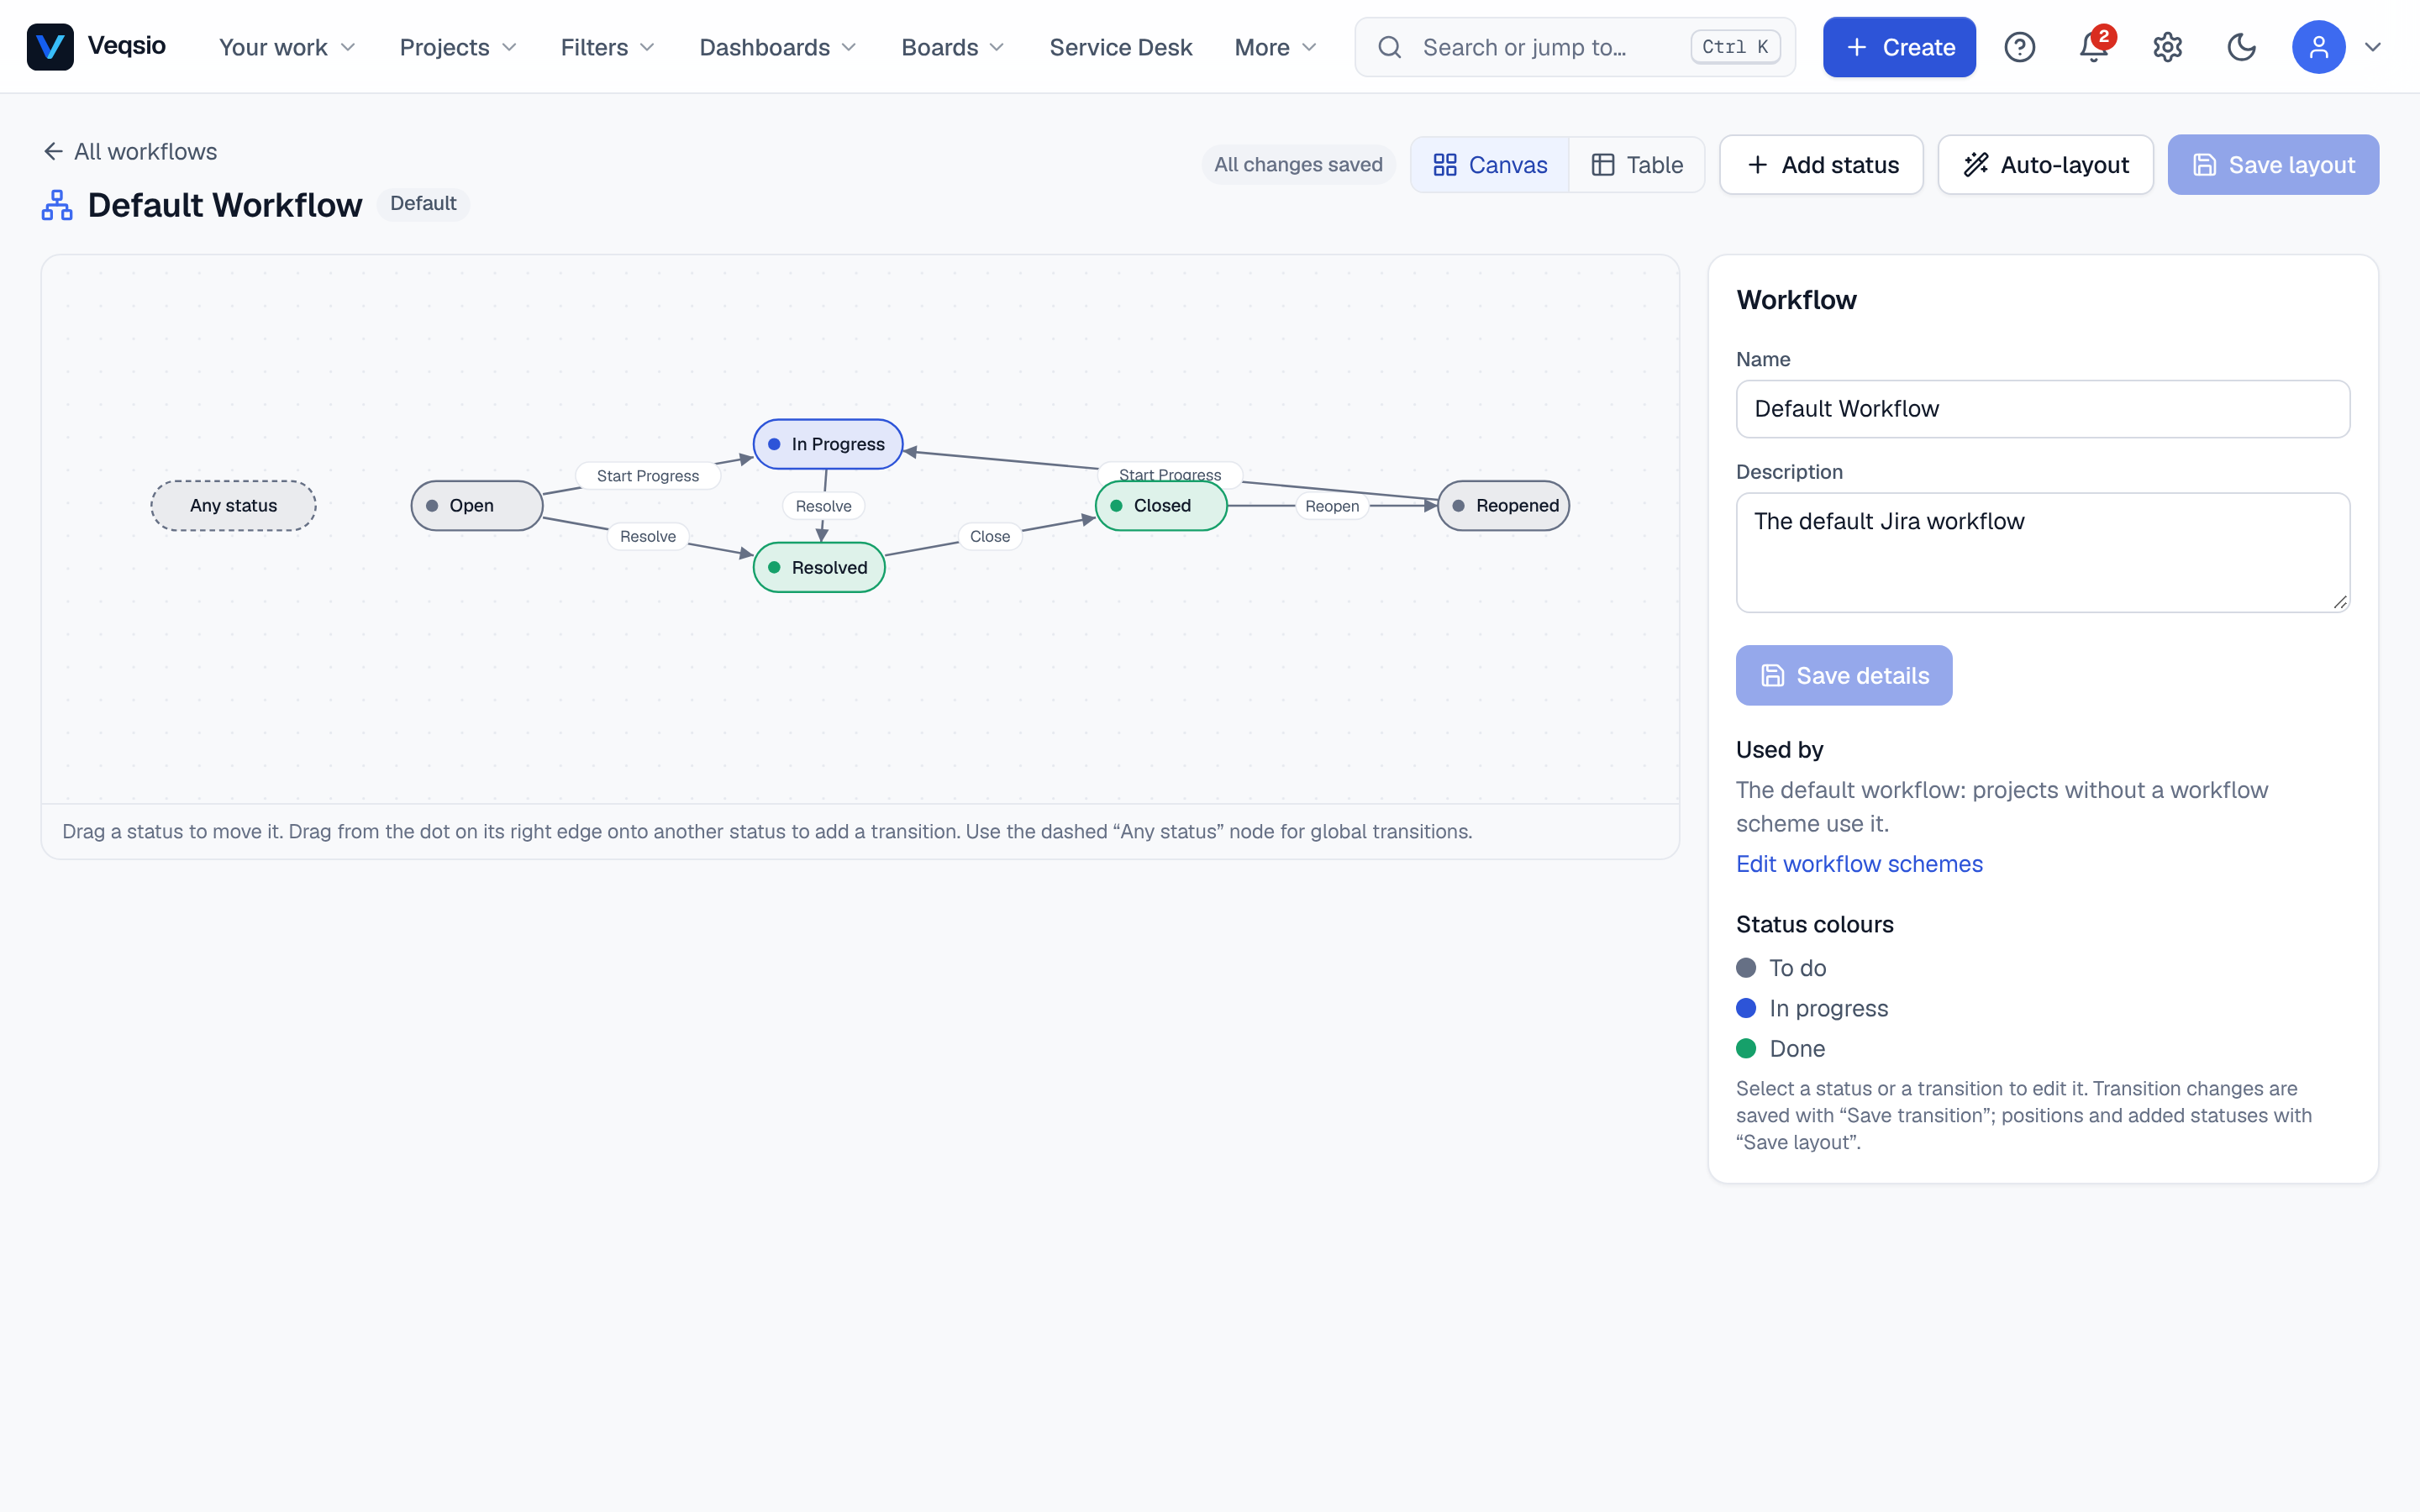 Veqsio
Your work
Projects
Filters
Dashboards
Boards
Service Desk
More
Search or jump to...
Ctrl K
Create
2
All workflows
Default Workflow
Default
All changes saved
Canvas
Table
Add status
Auto-layout
Save layout
Any status
Open
Start Progress
Resolve
In Progress
Resolve
Resolved
Close
Start Progress
Closed
Reopen
Reopened
Drag a status to move it. Drag from the dot on its right edge onto another status to add a transition. Use the dashed “Any status” node for global transitions.
Workflow
Name
Default Workflow
Description
The default Jira workflow
Save details
Used by
The default workflow: projects without a workflow
scheme use it.
Edit workflow schemes
Status colours
To do
In progress
Done
Select a status or a transition to edit it. Transition changes are
saved with “Save transition”; positions and added statuses with
“Save layout”.